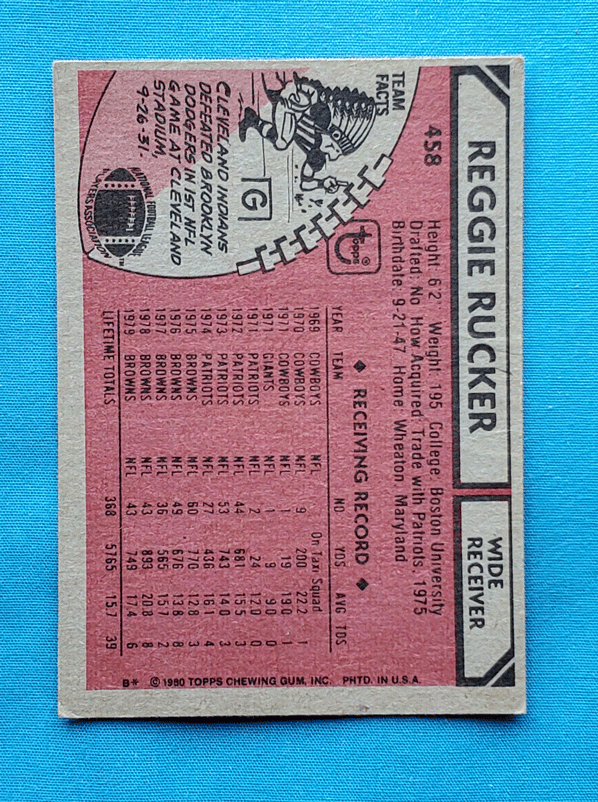 REGGIE RUCKER
WIDE
RECEIVER
458
Height: 6'2 Weight: 195 College: Boston University
Drafted: No How Acquired: Trade with Patriots, 1975
Birthdate: 9-21-47 Home: Wheaton, Maryland
TEAM
FACTS
G
CLEVELAND INDIANS
DEFEATED BROOKLYN
DODGERS IN 1ST NFL
GAME AT CLEVELAND
STADIUM,
9-26-31.
NATIONAL FOOTBALL LEAGUE
PLAYERS ASSOCIATION
TM
topps ®
RECEIVING RECORD
YEAR TEAM NO YDS AVG TDS
1969 COWBOYS NFL On Taxi Squad
1970 COWBOYS NFL 9 200 22.2 1
1971 COWBOYS NFL 1 19 19.0 1
1971 GIANTS NFL 1 9 9.0 0
1971 PATRIOTS NFL 2 24 12.0 0
1972 PATRIOTS NFL 44 681 15.5 3
1973 PATRIOTS NFL 53 743 14.0 3
1974 PATRIOTS NFL 27 436 16.1 4
1975 BROWNS NFL 60 770 12.8 3
1976 BROWNS NFL 49 676 13.8 8
1977 BROWNS NFL 36 565 15.7 2
1978 BROWNS NFL 43 893 20.8 8
1979 BROWNS NFL 43 749 17.4 6
LIFETIME TOTALS 368 5765 15.7 39
B* © 1980 TOPPS CHEWING GUM, INC. PRTD. IN U.S.A.